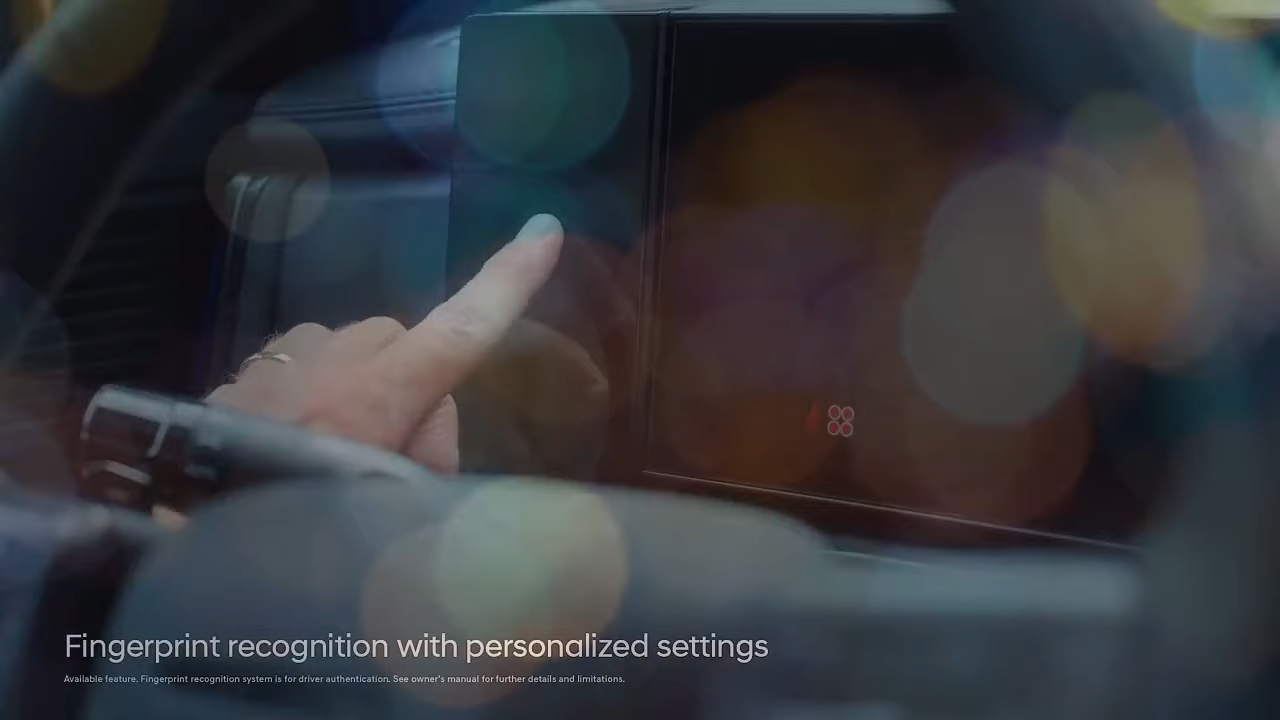 Fingerprint recognition with personalized settings
Available feature. Fingerprint recognition system is for driver authentication. See owner's manual for further details and limitations.